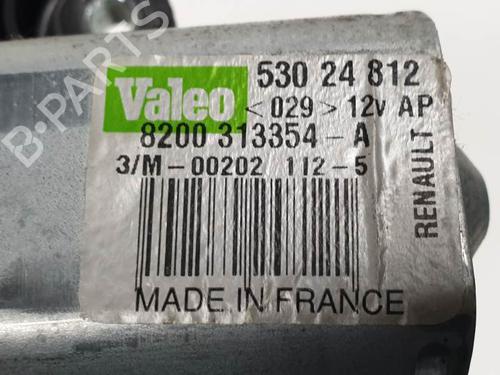 Valeo 530 24 812
<029> 12V AP
8200 313354-A
3/M-00202 112-5
MADE IN FRANCE
RENAULT
B-PARTS